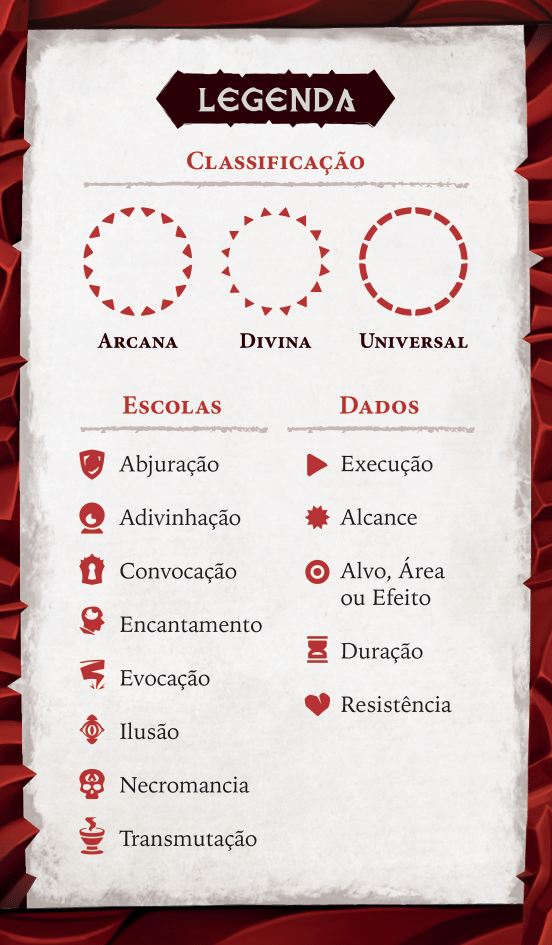 LEGENDA
Classificação
Arcana
Divina
Universal
Escolas
Abjuração
Adivinhação
Convocação
Encantamento
Evocação
Ilusão
Necromancia
Transmutação
Dados
Execução
Alcance
Alvo, Área
ou Efeito
Duração
Resistência